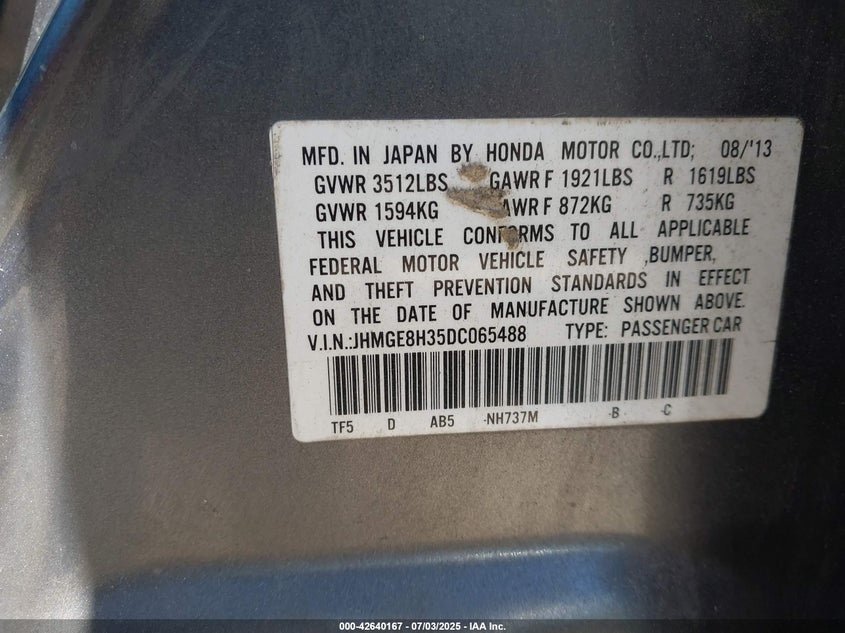 MFD. IN JAPAN BY HONDA MOTOR CO.,LTD; 08/'13
GVWR 3512LBS GAWR F 1921LBS R 1619LBS
GVWR 1594KG AWR F 872KG R 735KG
THIS VEHICLE CONFORMS TO ALL APPLICABLE
FEDERAL MOTOR VEHICLE SAFETY ,BUMPER,
AND THEFT PREVENTION STANDARDS IN EFFECT
ON THE DATE OF MANUFACTURE SHOWN ABOVE.
V.I.N.:JHMGE8H35DC065488 TYPE: PASSENGER CAR
TF5 D AB5 NH737M B C
000-42640167 - 07/03/2025 - IAA Inc.